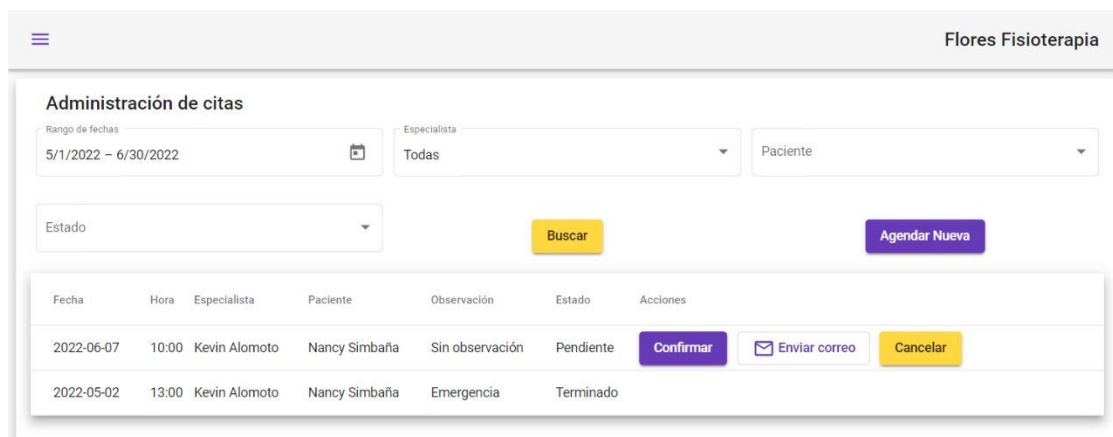 Flores Fisioterapia
Administración de citas
Rango de fechas
5/1/2022 – 6/30/2022
Especialista
Todas
Paciente
Estado
Buscar
Agendar Nueva
Fecha Hora Especialista Paciente Observación Estado Acciones
2022-06-07 10:00 Kevin Alomoto Nancy Simbaña Sin observación Pendiente Confirmar Enviar correo Cancelar
2022-05-02 13:00 Kevin Alomoto Nancy Simbaña Emergencia Terminado